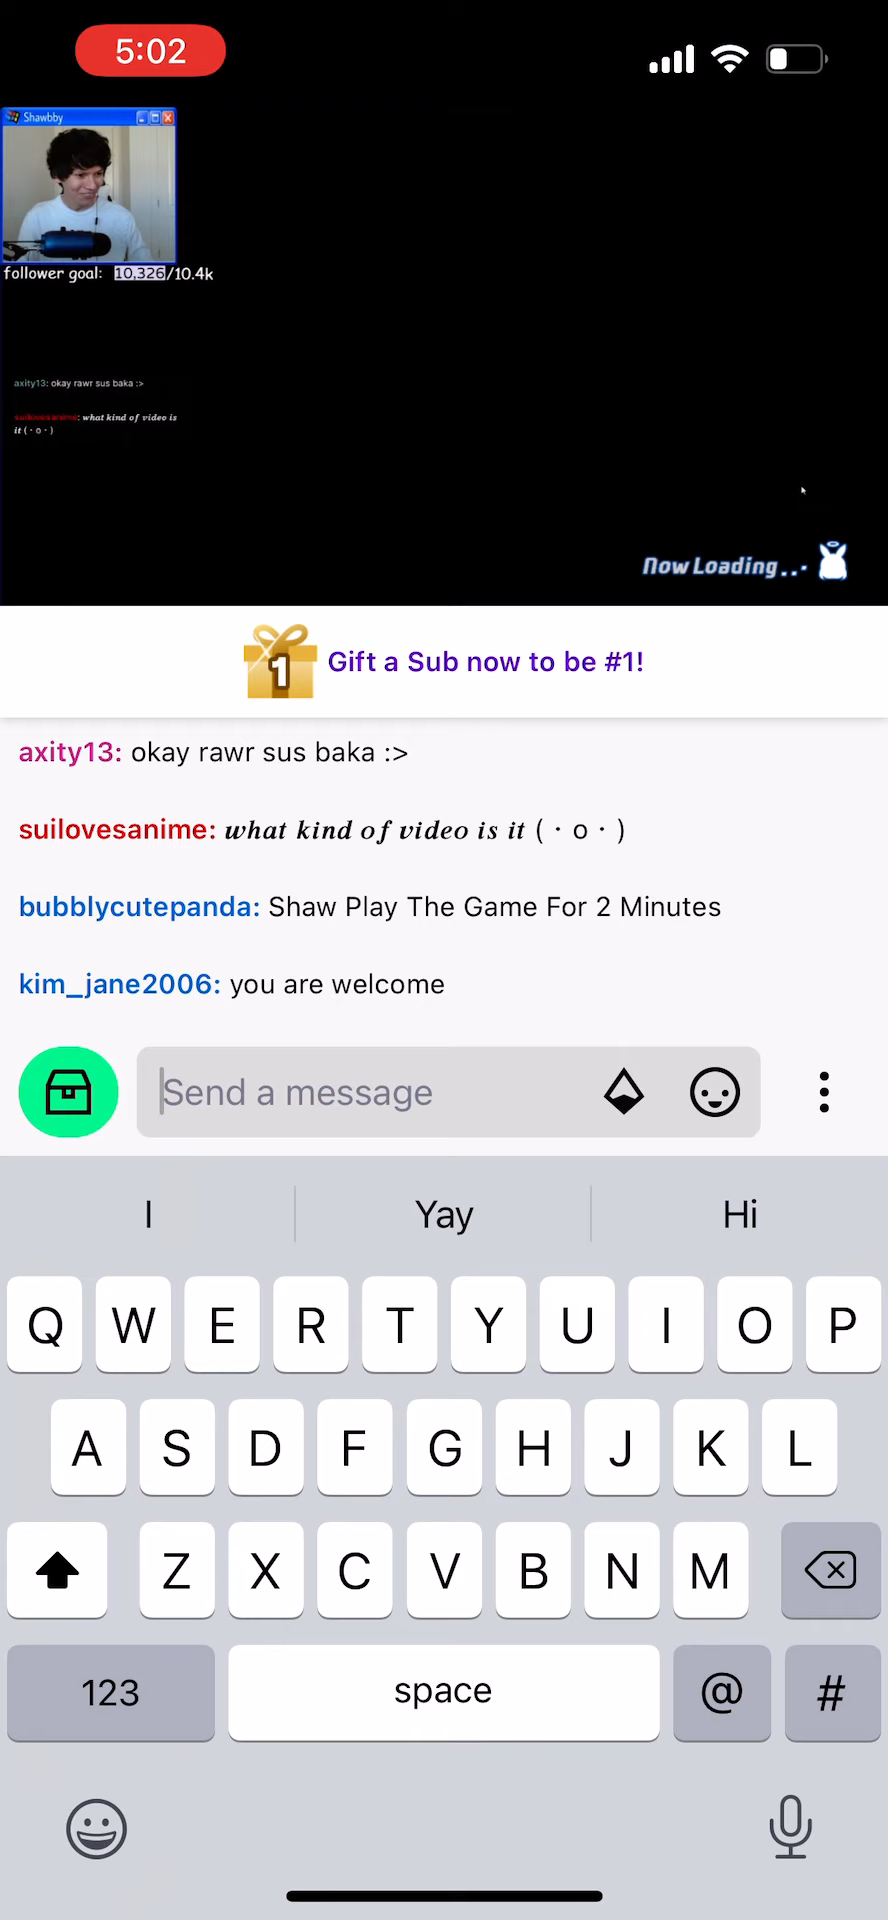 5:02
Shawbby
follower goal: 10,326/10.4k
axity13: okay rawr sus baka :>
suilovesanime: what kind of video is
it ( · o · )
Now Loading...
1
Gift a Sub now to be #1!
axity13: okay rawr sus baka :>
suilovesanime: what kind of video is it ( · o · )
bubblycutepanda: Shaw Play The Game For 2 Minutes
kim_jane2006: you are welcome
Send a message
I Yay Hi
Q W E R T Y U I O P
A S D F G H J K L
Z X C V B N M
123 space @ #